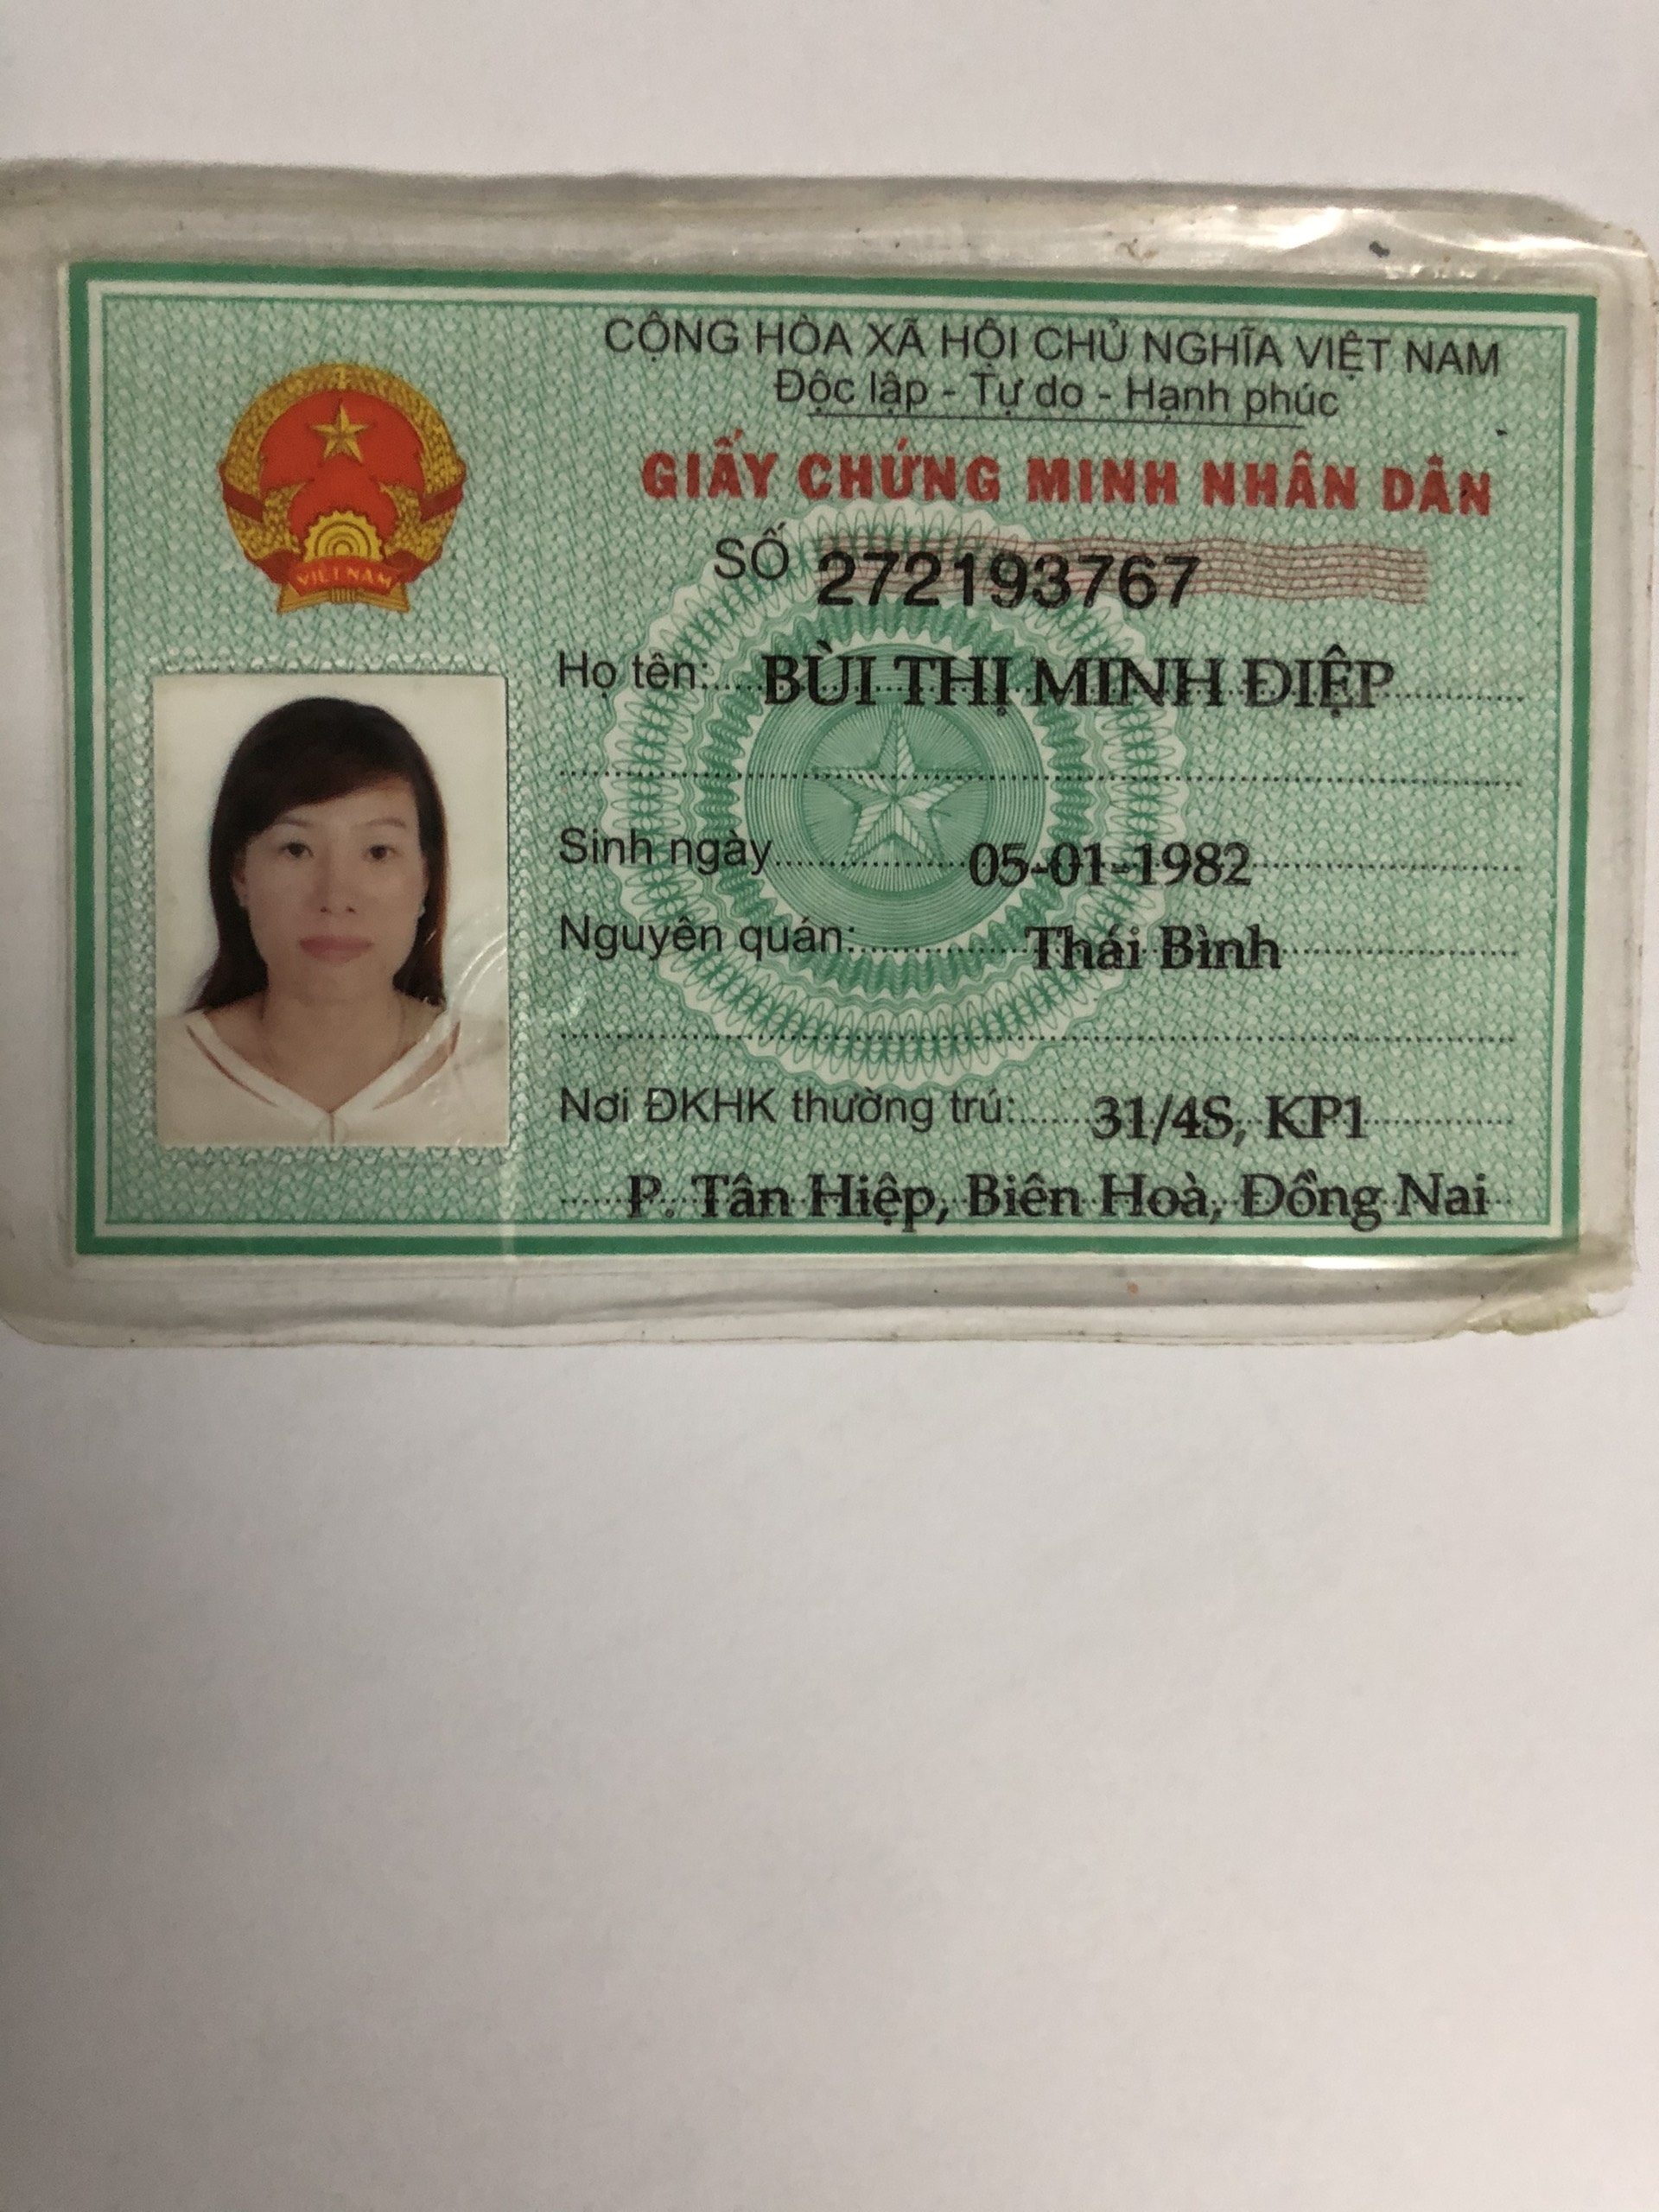 CỘNG HÒA XÃ HỘI CHỦ NGHĨA VIỆT NAM
Độc lập - Tự do - Hạnh phúc
GIẤY CHỨNG MINH NHÂN DÂN
SỐ 272193767
VIỆT NAM
Họ tên: BÙI THỊ MINH ĐIỆP
Sinh ngày 05-01-1982
Nguyên quán: Thái Bình
Nơi ĐKHK thường trú: 31/4S, KP1
P. Tân Hiệp, Biên Hoà, Đồng Nai